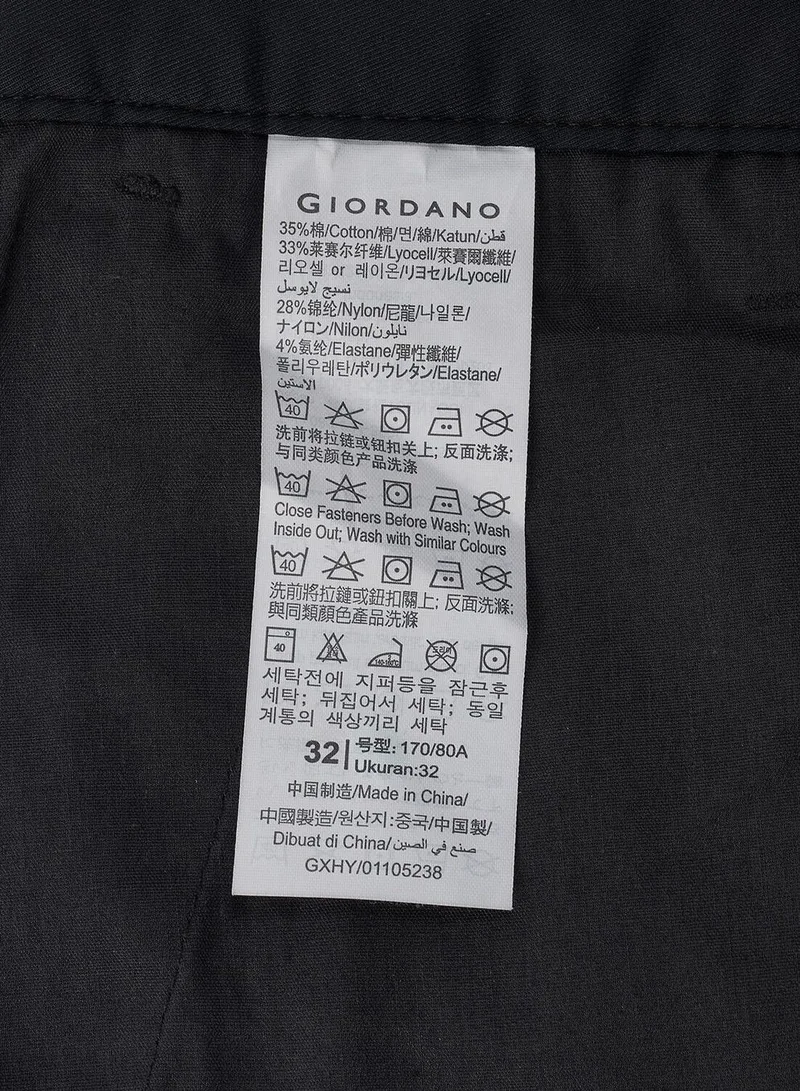 GIORDANO
35%棉/Cotton/棉/면/綿/Katun/قطن
33%莱赛尔纤维/Lyocell/萊賽爾纖維/
리오셀 or 레이온/リヨセル/Lyocell/
نسيج لايوسل
28%锦纶/Nylon/尼龍/나일론/
ナイロン/Nilon/نايلون
4%氨纶/Elastane/彈性纖維/
폴리우레탄/ポリウレタン/Elastane/
الاستين
40
洗前将拉链或钮扣关上; 反面洗涤;
与同类颜色产品洗涤
40
Close Fasteners Before Wash; Wash
Inside Out; Wash with Similar Colours
40
洗前將拉鏈或鈕扣關上; 反面洗滌;
與同類顏色產品洗滌
40 140-160℃ 드라이
세탁전에 지퍼등을 잠근후
세탁; 뒤집어서 세탁; 동일
계통의 색상끼리 세탁
32 号型: 170/80A
Ukuran:32
中国制造/Made in China/
中國製造/원산지:중국/中国製/
Dibuat di China/صنع في الصين
GXHY/01105238